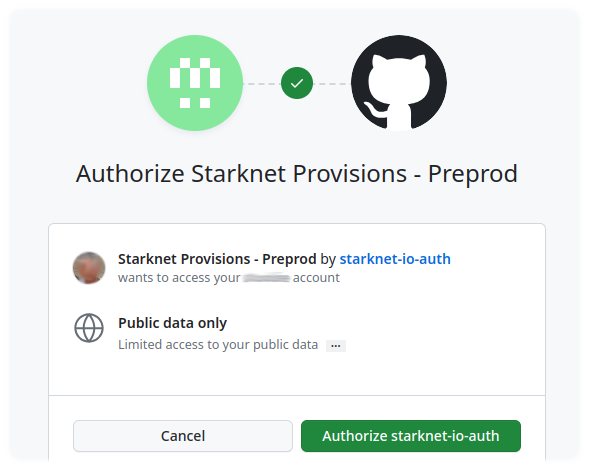 Authorize Starknet Provisions - Preprod
Starknet Provisions - Preprod by starknet-io-auth
wants to access your account
Public data only
Limited access to your public data ...
Cancel
Authorize starknet-io-auth